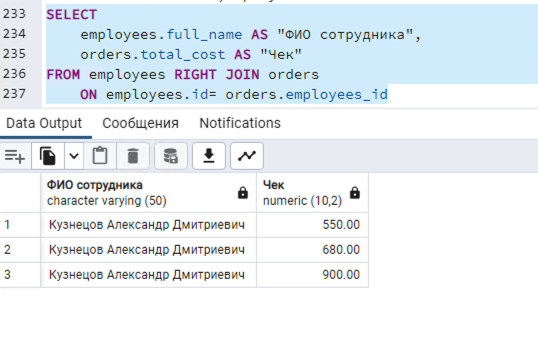 233 SELECT
234 employees.full_name AS "ФИО сотрудника",
235 orders.total_cost AS "Чек"
236 FROM employees RIGHT JOIN orders
237 ON employees.id= orders.employees_id
Data Output Сообщения Notifications
ФИО сотрудника Чек
character varying (50) numeric (10,2)
1 Кузнецов Александр Дмитриевич 550.00
2 Кузнецов Александр Дмитриевич 680.00
3 Кузнецов Александр Дмитриевич 900.00